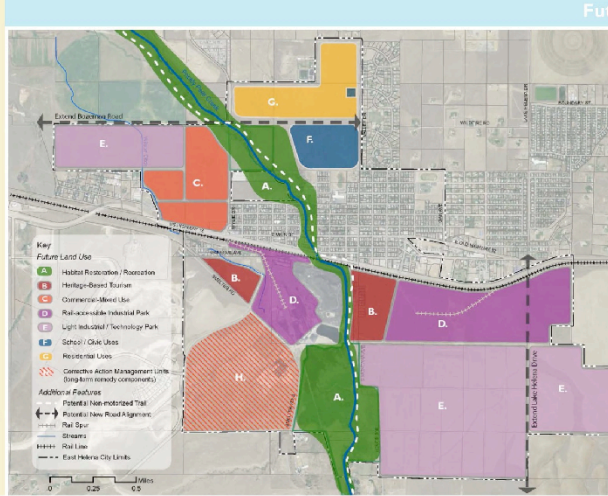 Fut
Extend Bozeman Road
G.
F.
E.
C.
A.
B.
D.
B.
D.
H.
A.
E.
E.
Extend Lake Helena Drive
Key
Future Land Use
A Habitat Restoration / Recreation
B Heritage-Based Tourism
C Commercial-Mixed Use
D Rail-accessible Industrial Park
E Light Industrial / Technology Park
F School / Civic Uses
G Residential Uses
Corrective Action Management Units
(long-term remedy components)
Additional Features
Potential Non-motorized Trail
Potential New Road Alignment
Rail Spur
Streams
Rail Line
East Helena City Limits
0 0.25 0.5 Miles